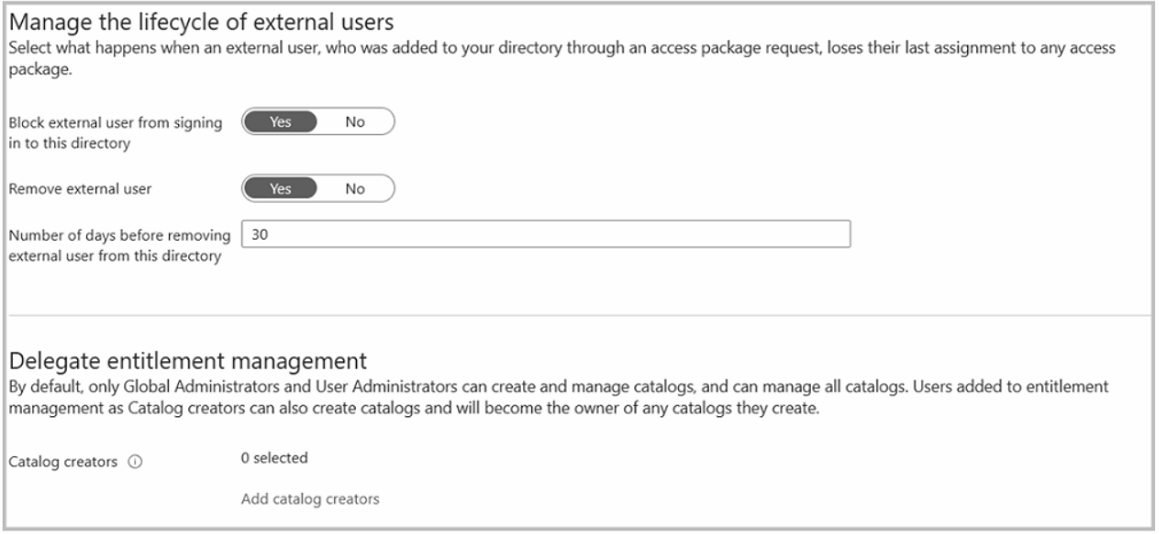 Manage the lifecycle of external users
Select what happens when an external user, who was added to your directory through an access package request, loses their last assignment to any access
package.
Block external user from signing
in to this directory
Yes No
Remove external user
Yes No
Number of days before removing
external user from this directory
30
Delegate entitlement management
By default, only Global Administrators and User Administrators can create and manage catalogs, and can manage all catalogs. Users added to entitlement
management as Catalog creators can also create catalogs and will become the owner of any catalogs they create.
Catalog creators
0 selected
Add catalog creators